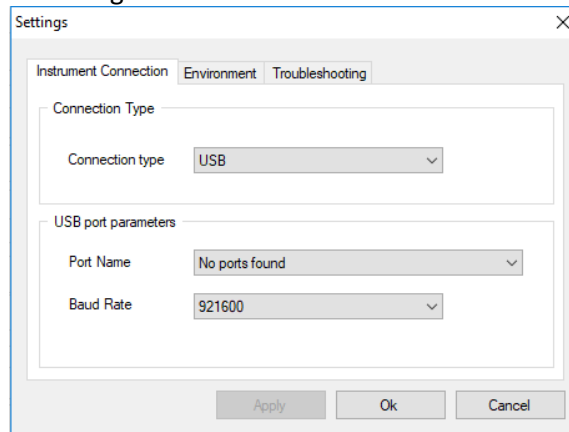 Settings
Instrument Connection Environment Troubleshooting
Connection Type
Connection type USB
USB port parameters
Port Name No ports found
Baud Rate 921600
Apply Ok Cancel